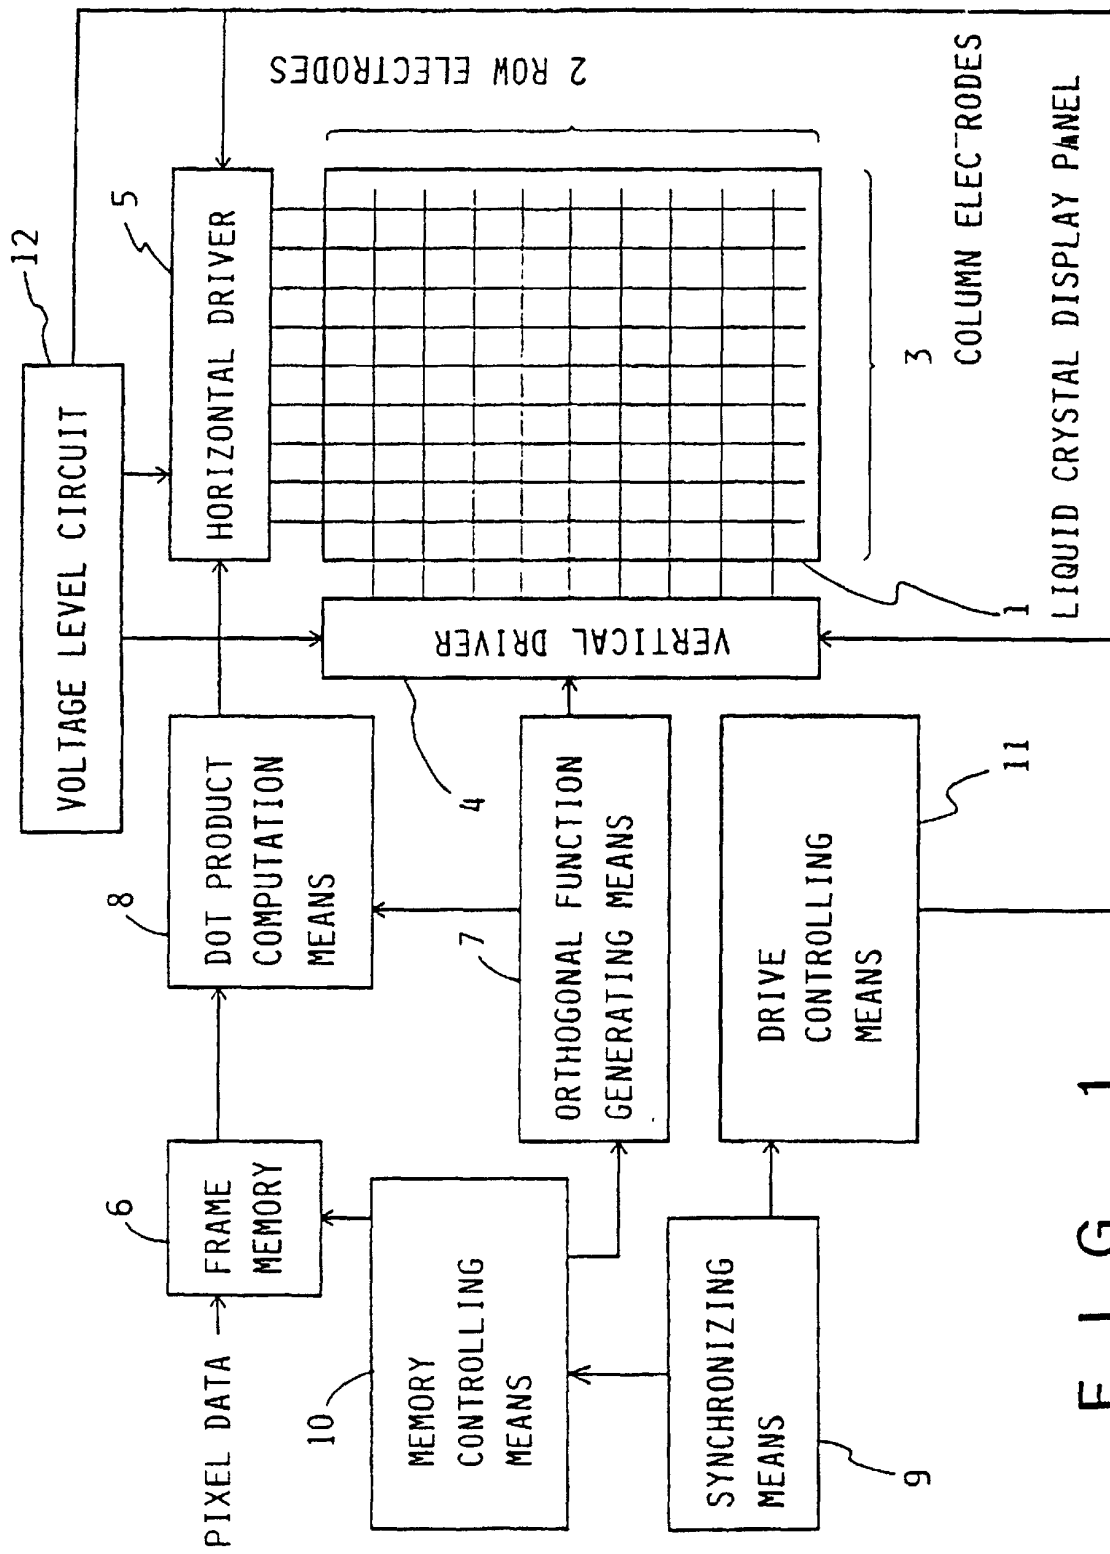 12
VOLTAGE LEVEL CIRCUIT
5
HORIZONTAL DRIVER
2 ROW ELECTRODES
8
DOT PRODUCT
COMPUTATION
MEANS
6
FRAME
MEMORY
PIXEL DATA
VERTICAL DRIVER
4
3
COLUMN ELECTRODES
1
LIQUID CRYSTAL DISPLAY PANEL
7
ORTHOGONAL FUNCTION
GENERATING MEANS
10
MEMORY
CONTROLLING
MEANS
11
DRIVE
CONTROLLING
MEANS
SYNCHRONIZING
MEANS
9
FIG 1